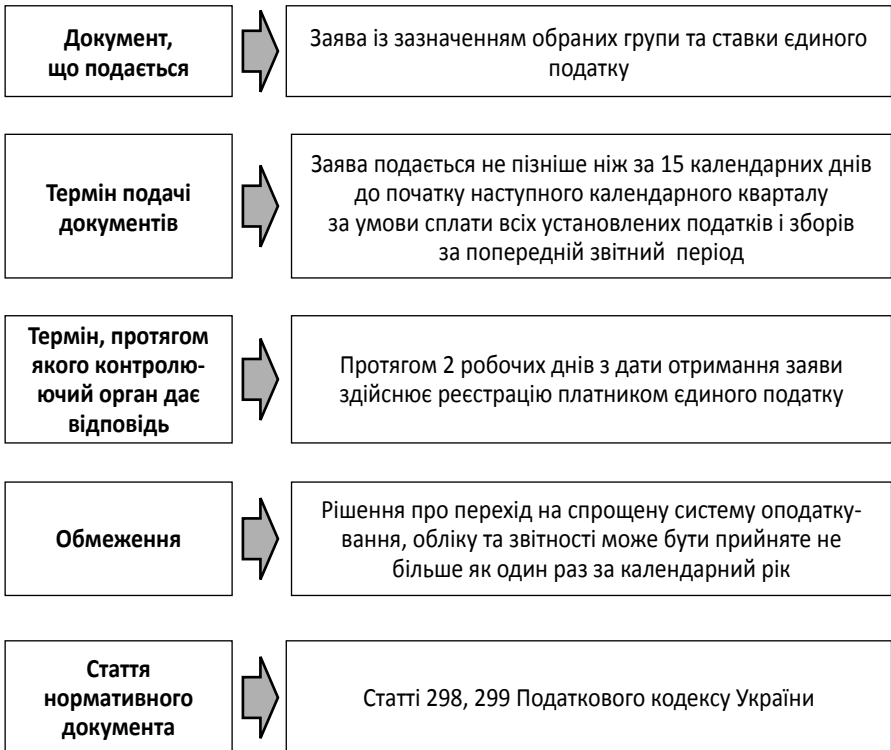 Документ,
що подається
Заява із зазначенням обраних групи та ставки єдиного
податку
Термін подачі
документів
Заява подається не пізніше ніж за 15 календарних днів
до початку наступного календарного кварталу
за умови сплати всіх установлених податків і зборів
за попередній звітний період
Термін, протягом
якого контролю-
ючий орган дає
відповідь
Протягом 2 робочих днів з дати отримання заяви
здійснює реєстрацію платником єдиного податку
Обмеження
Рішення про перехід на спрощену систему оподатку-
вання, обліку та звітності може бути прийняте не
більше як один раз за календарний рік
Стаття
нормативного
документа
Статті 298, 299 Податкового кодексу України